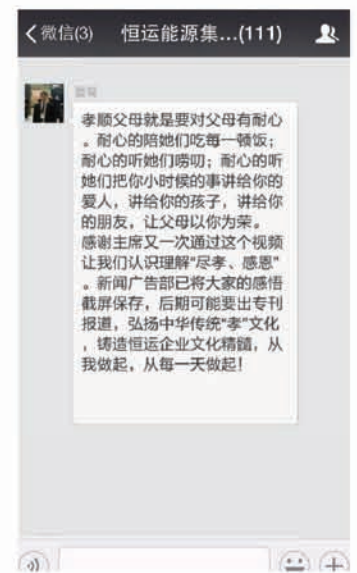 微信(3) 恒运能源集...(111)
孝顺父母就是要对父母有耐心
。耐心的陪她们吃每一顿饭;
耐心的听她们唠叨;耐心的听
她们把你小时候的事讲给你的
爱人，讲给你的孩子，讲给你
的朋友，让父母以你为荣。
感谢主席又一次通过这个视频
让我们认识理解“尽孝、感恩”
。新闻广告部已将大家的感悟
截屏保存，后期可能要出专刊
报道，弘扬中华传统“孝”文化
，铸造恒运企业文化精髓，从
我做起，从每一天做起!